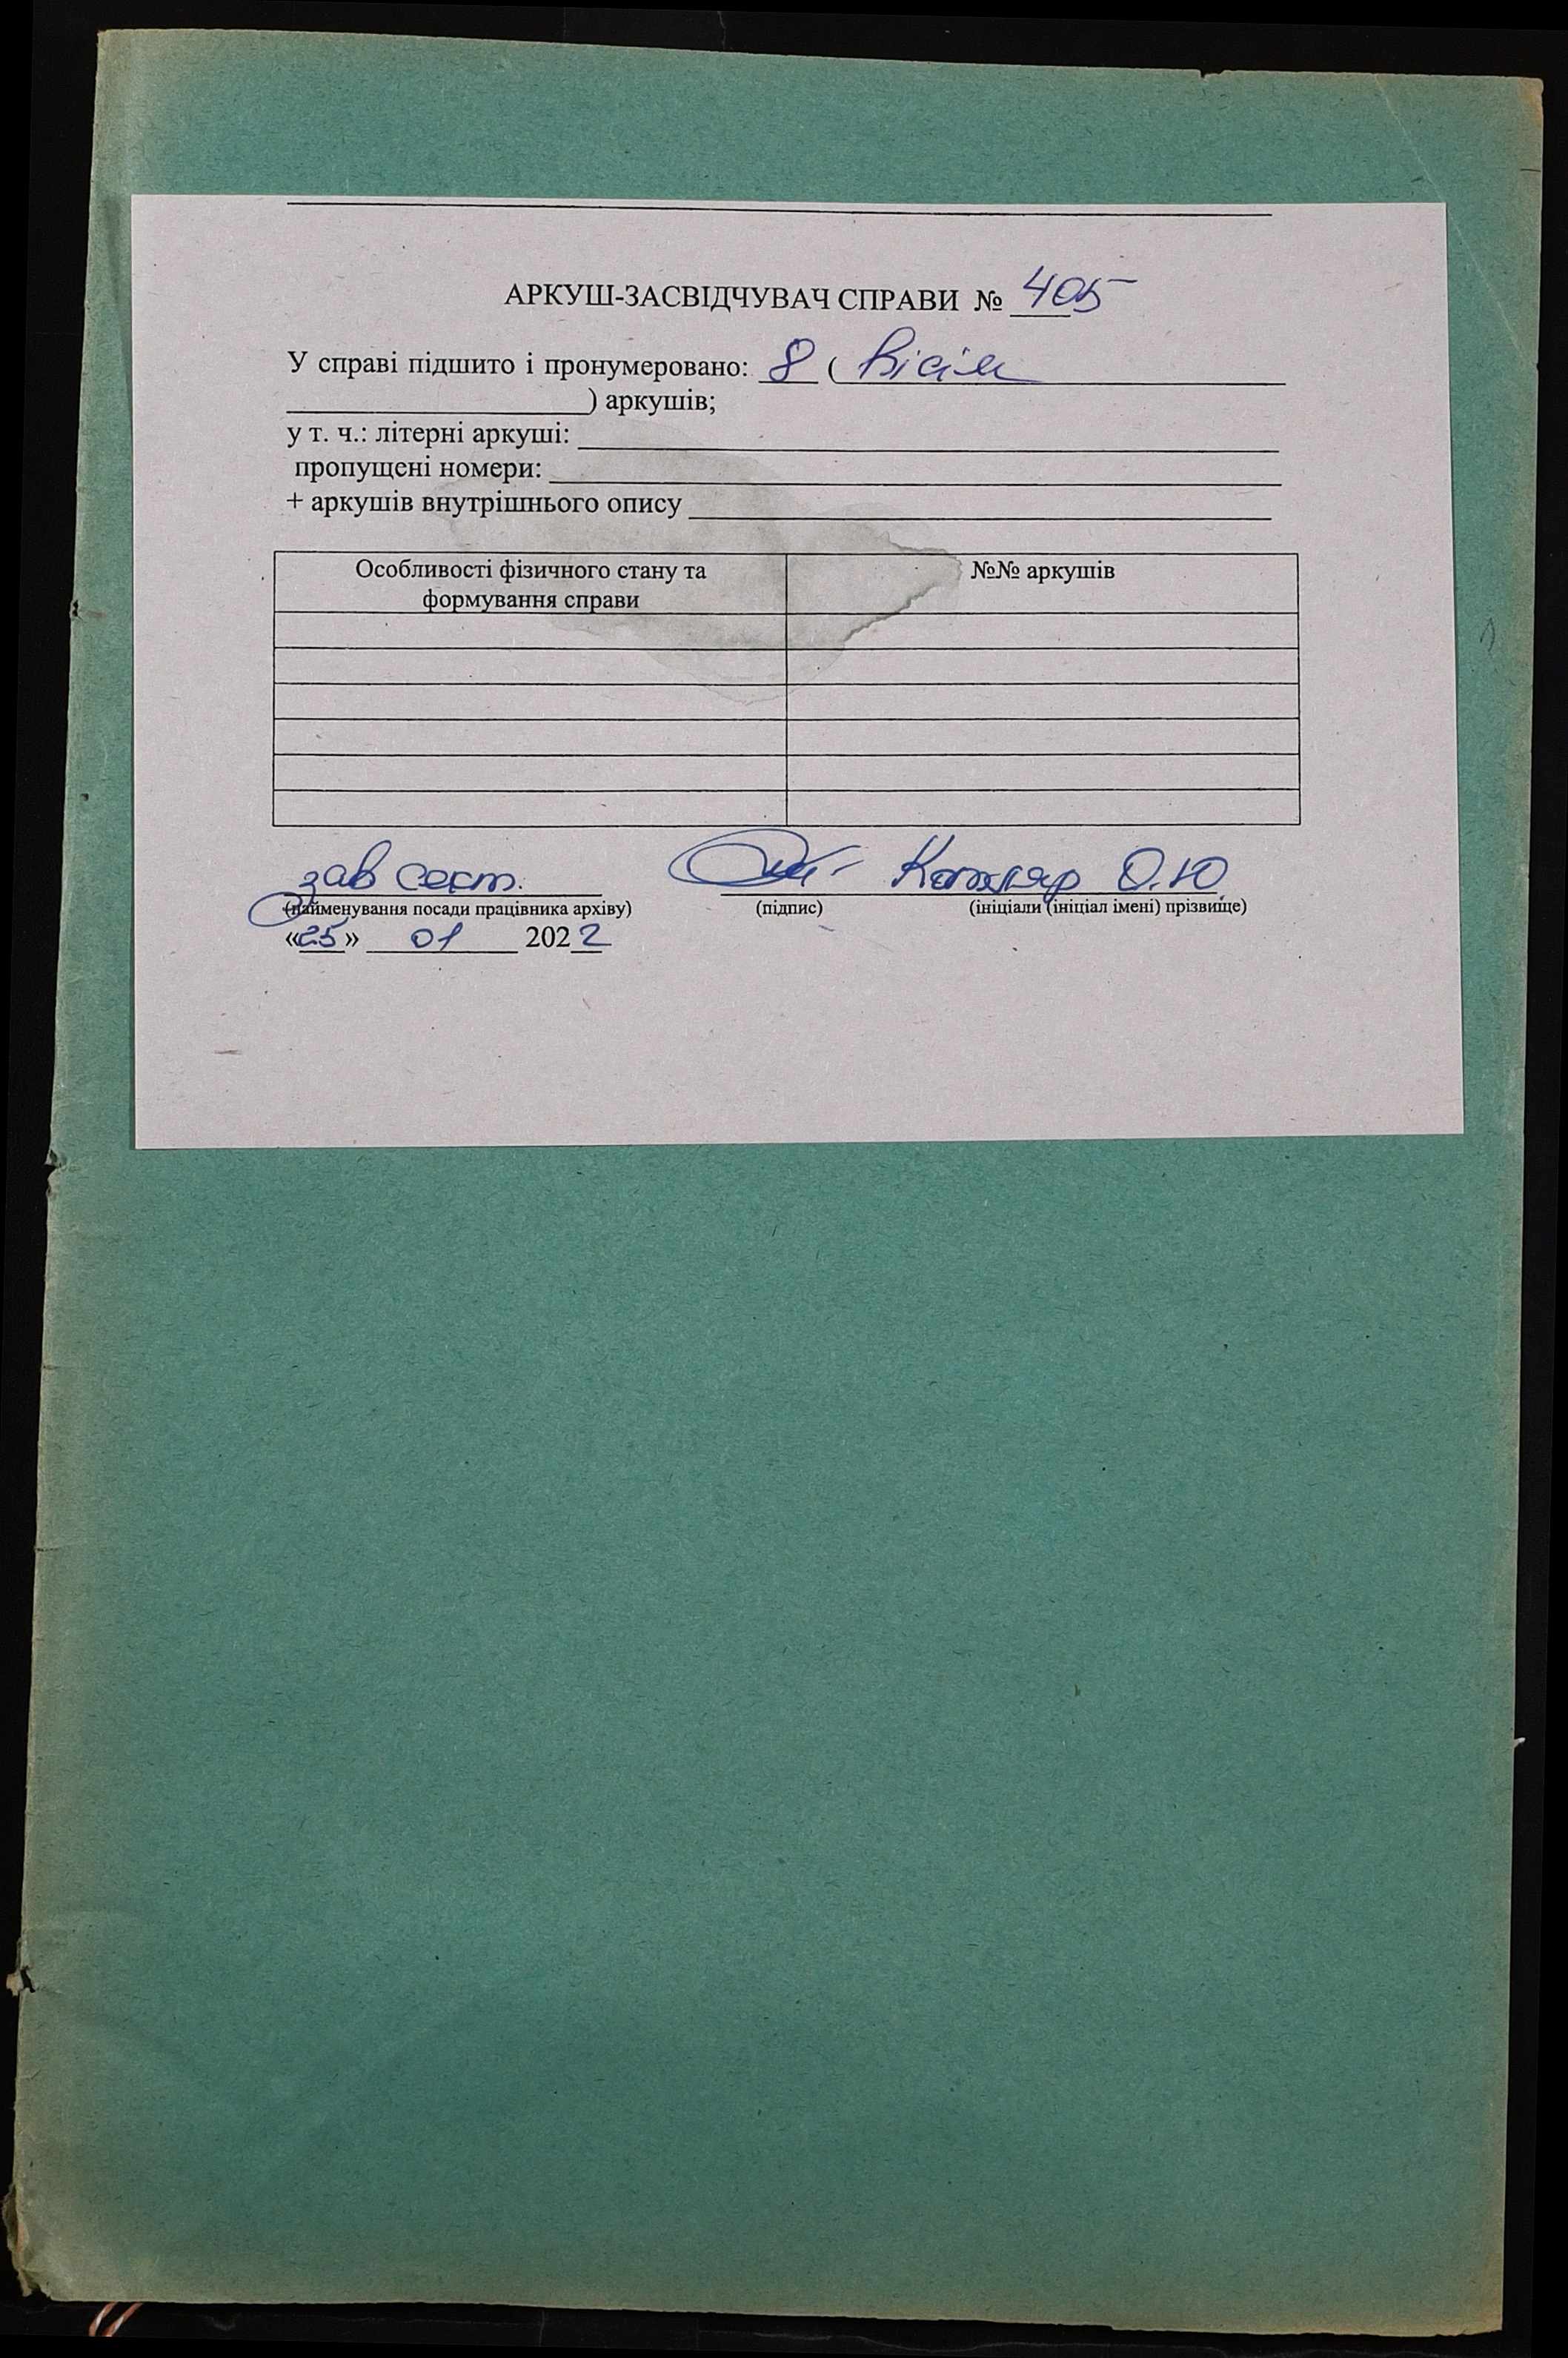 АРКУШ-ЗАСВІДЧУВАЧ СПРАВИ № 405
У справі підшито і пронумеровано: 8 ( вісім
) аркушів;
у т. ч.: літерні аркуші:
пропущені номери:
+ аркушів внутрішнього опису
Особливості фізичного стану та
формування справи
№№ аркушів
зав сект. Котляр О.Ю
(найменування посади працівника архіву) (підпис) (ініціали (ініціал імені) прізвище)
«25» 01 2022